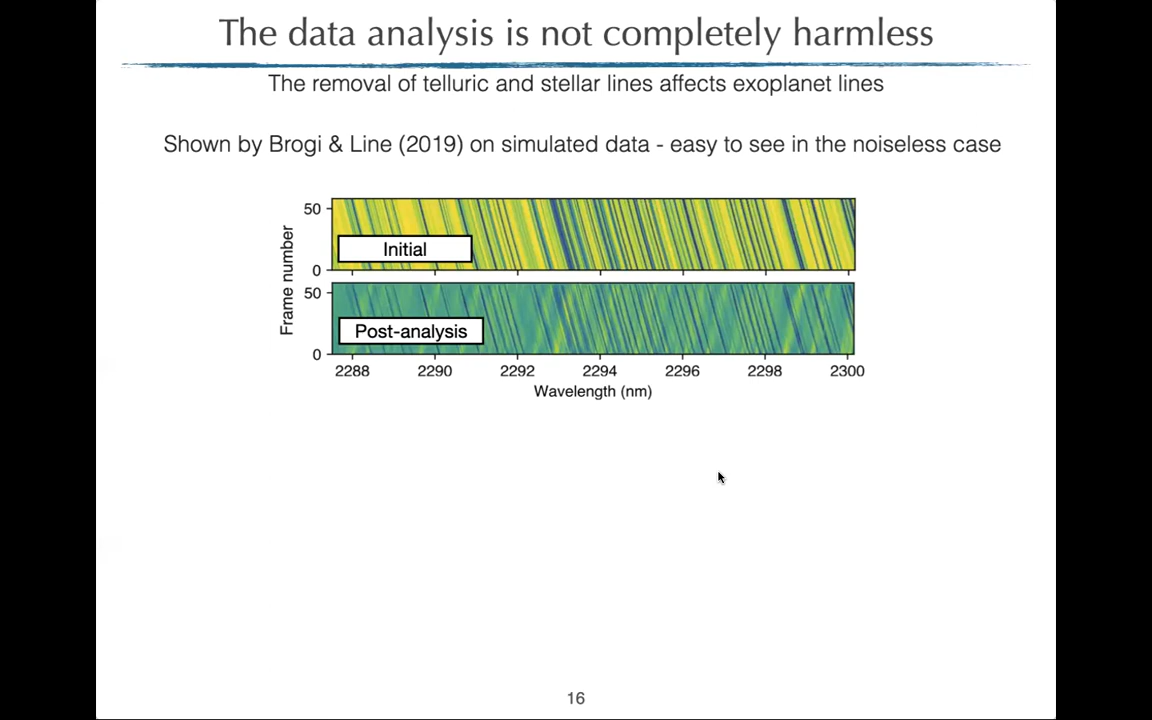 The data analysis is not completely harmless
The removal of telluric and stellar lines affects exoplanet lines
Shown by Brogi & Line (2019) on simulated data - easy to see in the noiseless case
Frame number
50
0
Initial
50
0
Post-analysis
2288 2290 2292 2294 2296 2298 2300
Wavelength (nm)
16